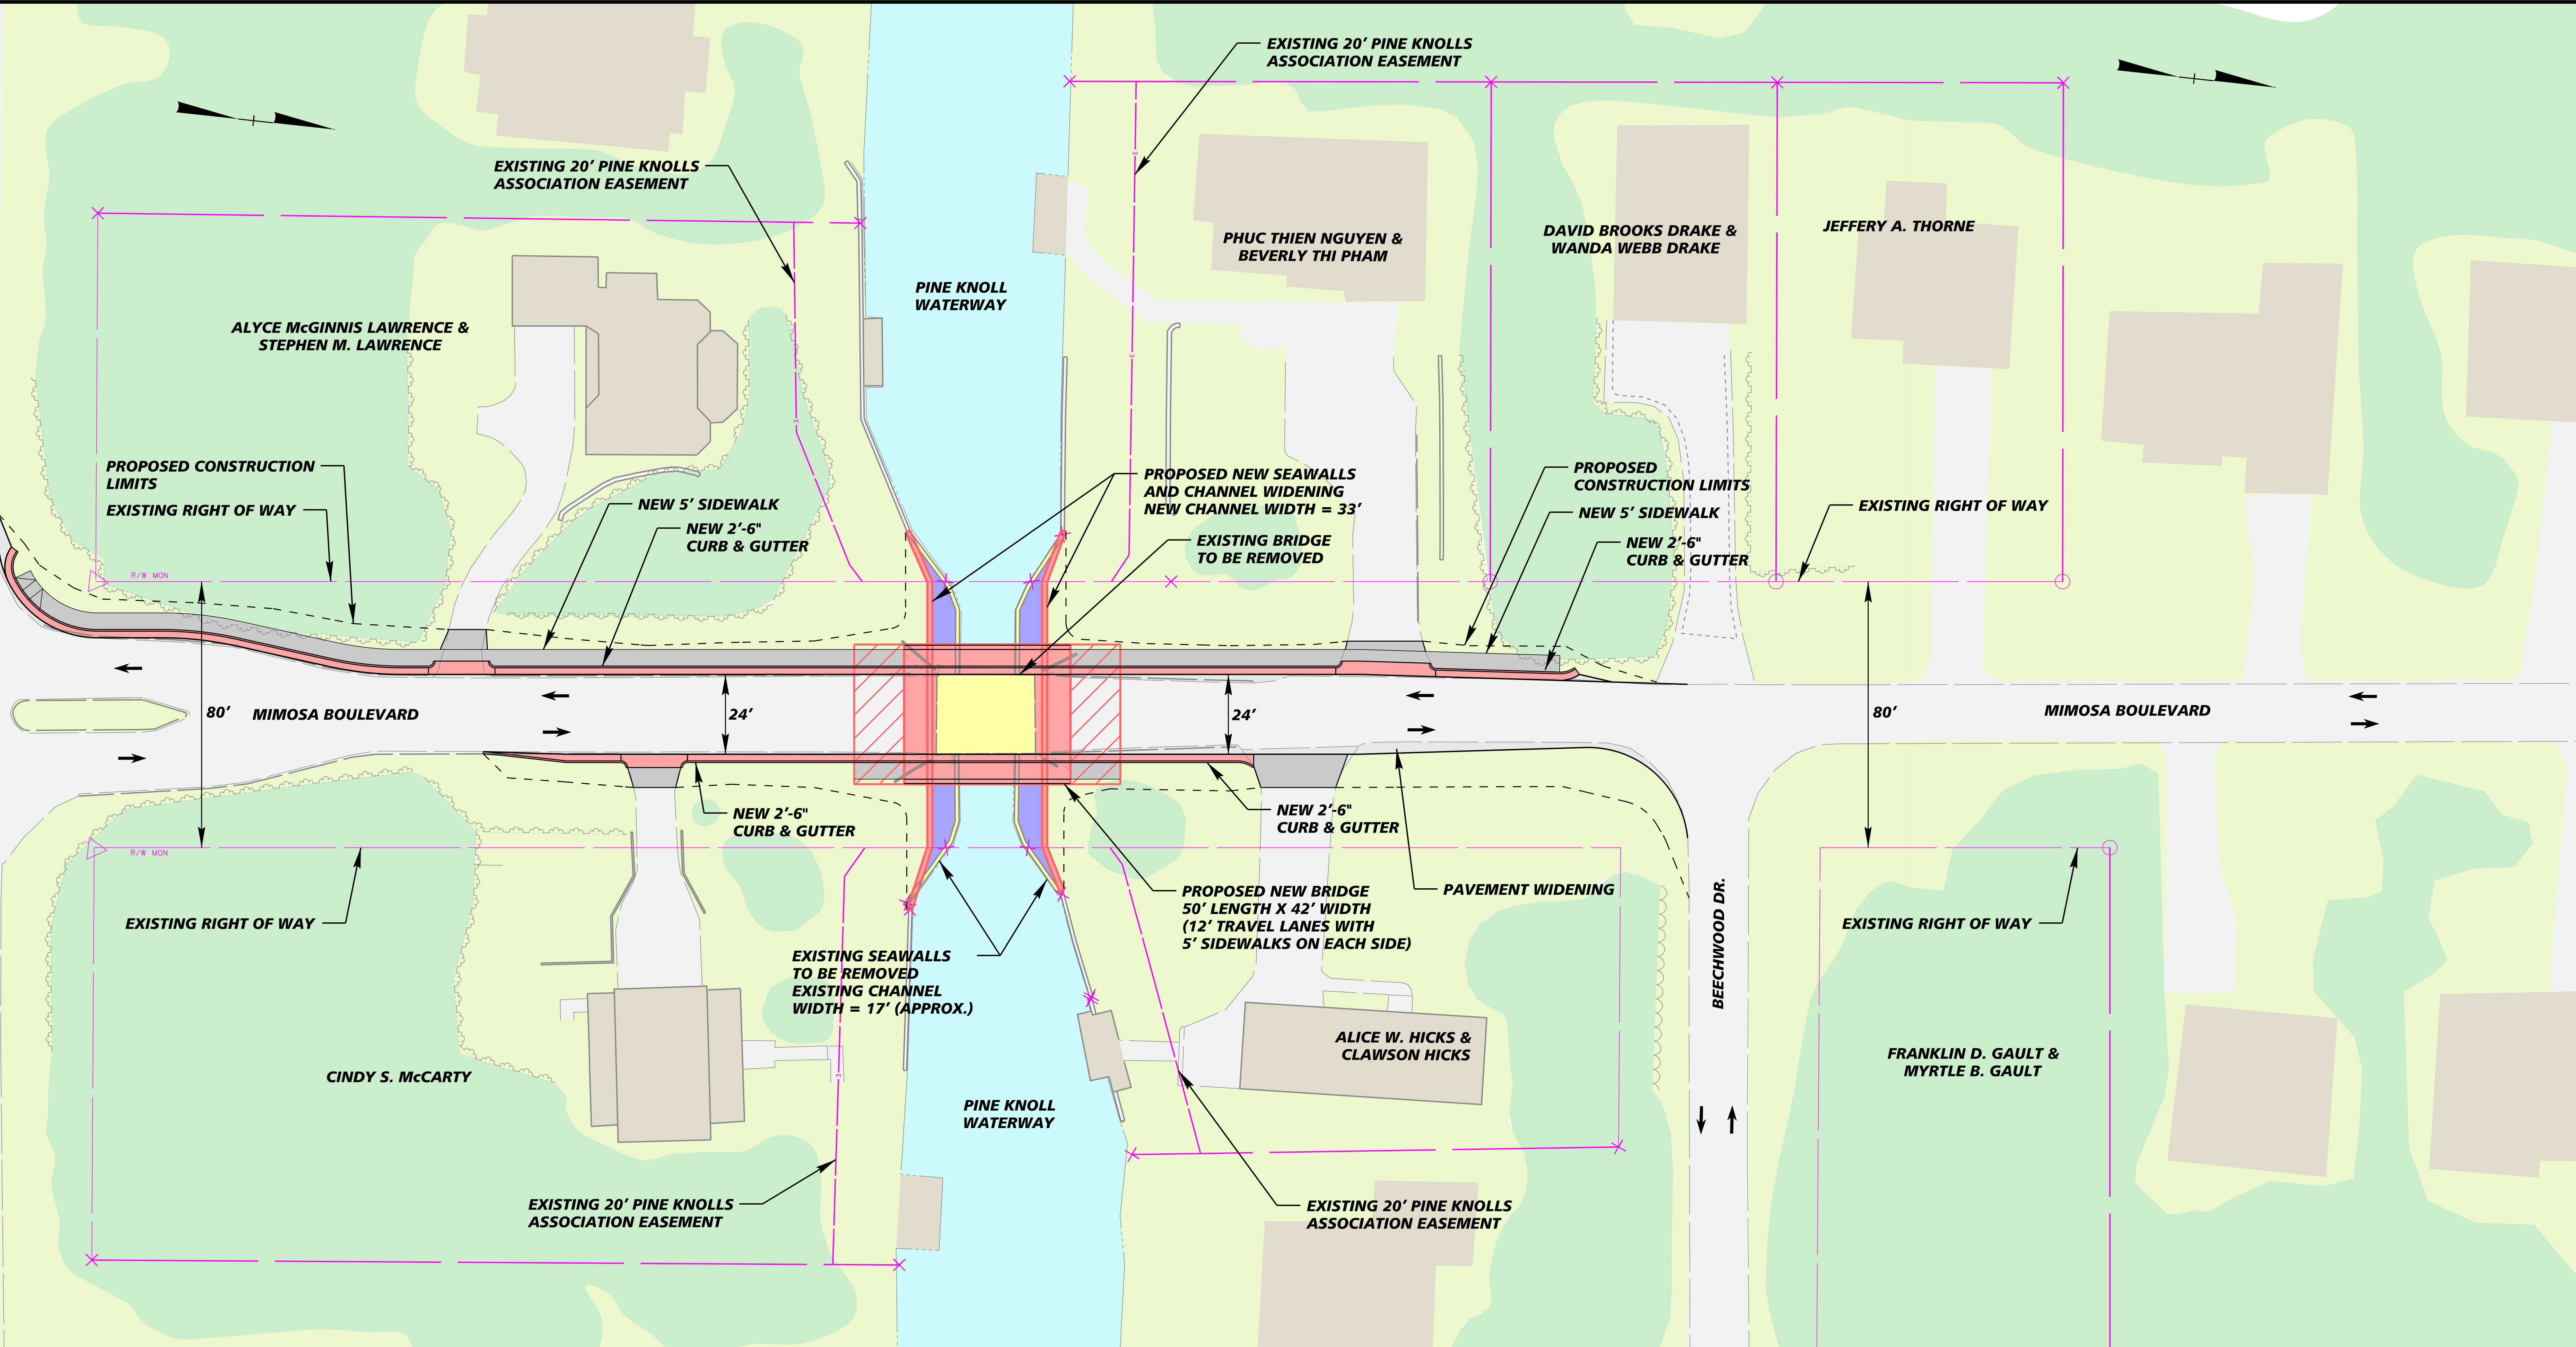 EXISTING 20' PINE KNOLLS
ASSOCIATION EASEMENT
EXISTING 20' PINE KNOLLS
ASSOCIATION EASEMENT
PHUC THIEN NGUYEN &
BEVERLY THI PHAM
DAVID BROOKS DRAKE &
WANDA WEBB DRAKE
JEFFERY A. THORNE
PINE KNOLL
WATERWAY
ALYCE McGINNIS LAWRENCE &
STEPHEN M. LAWRENCE
PROPOSED CONSTRUCTION
LIMITS
EXISTING RIGHT OF WAY
NEW 5' SIDEWALK
NEW 2'-6"
CURB & GUTTER
PROPOSED NEW SEAWALLS
AND CHANNEL WIDENING
NEW CHANNEL WIDTH = 33'
EXISTING BRIDGE
TO BE REMOVED
PROPOSED
CONSTRUCTION LIMITS
NEW 5' SIDEWALK
NEW 2'-6"
CURB & GUTTER
EXISTING RIGHT OF WAY
R/W MON
80'
MIMOSA BOULEVARD
24'
24'
80'
MIMOSA BOULEVARD
R/W MON
NEW 2'-6"
CURB & GUTTER
NEW 2'-6"
CURB & GUTTER
EXISTING RIGHT OF WAY
EXISTING SEAWALLS
TO BE REMOVED
EXISTING CHANNEL
WIDTH = 17' (APPROX.)
PROPOSED NEW BRIDGE
50' LENGTH X 42' WIDTH
(12' TRAVEL LANES WITH
5' SIDEWALKS ON EACH SIDE)
PAVEMENT WIDENING
BEECHWOOD DR.
EXISTING RIGHT OF WAY
CINDY S. McCARTY
PINE KNOLL
WATERWAY
ALICE W. HICKS &
CLAWSON HICKS
FRANKLIN D. GAULT &
MYRTLE B. GAULT
EXISTING 20' PINE KNOLLS
ASSOCIATION EASEMENT
EXISTING 20' PINE KNOLLS
ASSOCIATION EASEMENT